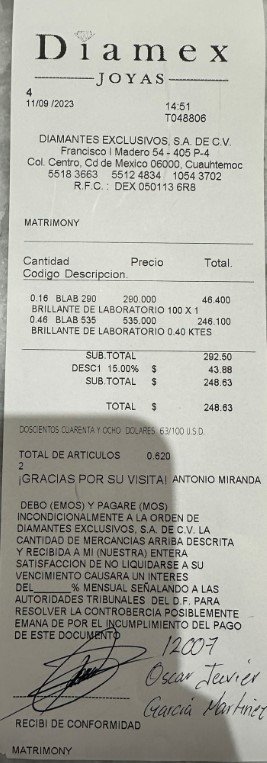 Diamex
JOYAS
4
11/09 /2023 14:51
T048806
DIAMANTES EXCLUSIVOS, S.A. DE C.V.
Francisco I Madero 54 - 405 P-4
Col. Centro, Cd de Mexico 06000, Cuauhtemoc
5518 3663 5512 4834 1054 3702
R.F.C. : DEX 050113 6R8
MATRIMONY
Cantidad Precio Total.
Codigo Descripcion.
0.16 BLAB 290 290.000 46.400
BRILLANTE DE LABORATORIO 100 X 1
0.46 BLAB 535 535.000 246.100
BRILLANTE DE LABORATORIO 0.40 KTES
SUB.TOTAL 292.50
DESC1 15.00% $ 43.88
SUB.TOTAL $ 248.63
TOTAL $ 248.63
DOSCIENTOS CUARENTA Y OCHO DOLARES 63/100 U.S.D.
TOTAL DE ARTICULOS 0.620
2
¡GRACIAS POR SU VISITA! ANTONIO MIRANDA
DEBO (EMOS) Y PAGARE (MOS)
INCONDICIONALMENTE A LA ORDEN DE
DIAMANTES EXCLUSIVOS, S.A. DE C.V. LA
CANTIDAD DE MERCANCIAS ARRIBA DESCRITA
Y RECIBIDA A MI (NUESTRA) ENTERA
SATISFACCION DE NO LIQUIDARSE A SU
VENCIMIENTO CAUSARA UN INTERES
DEL______% MENSUAL SEÑALANDO A LAS
AUTORIDADES TRIBUNALES DEL D.F. PARA
RESOLVER LA CONTROBERCIA POSIBLEMENTE
EMANA DE POR EL INCUMPLIMIENTO DEL PAGO
DE ESTE DOCUMENTO
12007
Oscar Javier
Garcia Martinez
RECIBI DE CONFORMIDAD
MATRIMONY